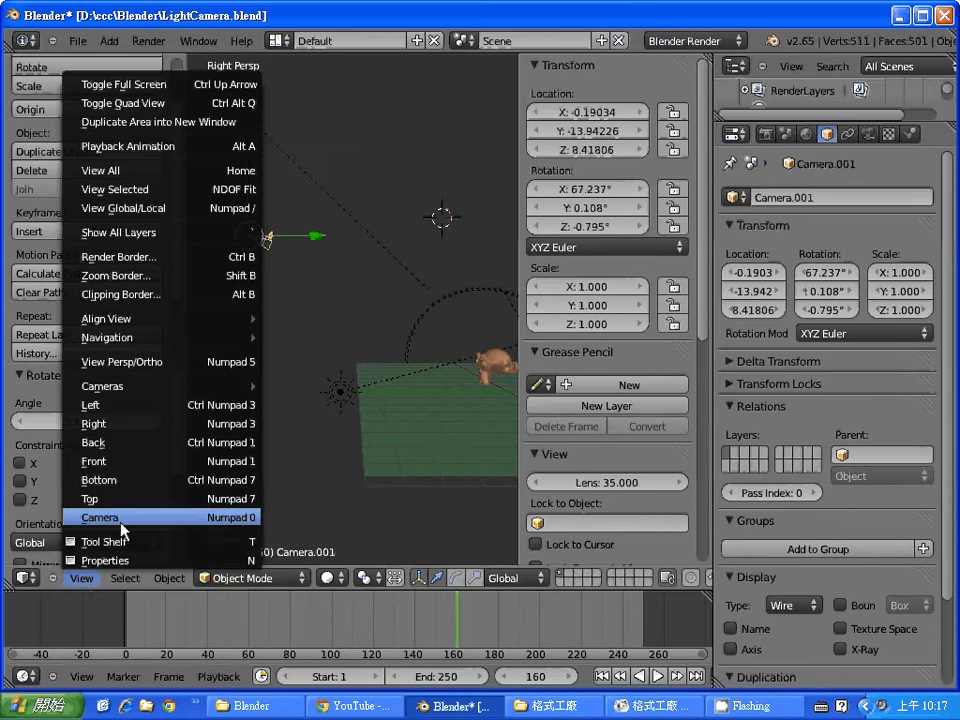 Blender* [D:\ccc\Blender\LightCamera.blend]
File Add Render Window Help Default Scene Blender Render v2.65 | Verts:511 | Faces:501
Rotate
Scale
Origin
Object:
Duplicate Obje
Delete
Join
Keyframe
Insert
Motion Pa
Calculate
Clear Path
Repeat:
Repeat La
History...
Rotate
Angle
Constrain
X
Y
Z
Orientatio
Global
Right Persp
Toggle Full Screen Ctrl Up Arrow
Toggle Quad View Ctrl Alt Q
Duplicate Area into New Window
Playback Animation Alt A
View All Home
View Selected NDOF Fit
View Global/Local Numpad /
Show All Layers `
Render Border... Ctrl B
Zoom Border... Shift B
Clipping Border... Alt B
Align View
Navigation
View Persp/Ortho Numpad 5
Cameras
Left Ctrl Numpad 3
Right Numpad 3
Back Ctrl Numpad 1
Front Numpad 1
Bottom Ctrl Numpad 7
Top Numpad 7
Camera Numpad 0
Tool Shelf T
Properties N
0) Camera.001
View Select Object Object Mode Global
Transform
Location:
X: -0.19034
Y: -13.94226
Z: 8.41806
Rotation:
X: 67.237°
Y: 0.108°
Z: -0.795°
XYZ Euler
Scale:
X: 1.000
Y: 1.000
Z: 1.000
Grease Pencil
New
New Layer
Delete Frame Convert
View
Lens: 35.000
Lock to Object:
Lock to Cursor
View Search All Scenes
RenderLayers
Camera.001
Camera.001
Transform
Location: Rotation: Scale:
-0.1903 67.237° X: 1.000
-13.942 0.108° Y: 1.000
8.41806 -0.795° Z: 1.000
Rotation Mod XYZ Euler
Delta Transform
Transform Locks
Relations
Layers: Parent:
Object
Pass Index: 0
Groups
Add to Group
Display
Type: Wire Boun Box
Name Texture Space
Axis X-Ray
Duplication
-40 -20 0 20 40 60 80 100 120 140 160 180 200 220 240 260
View Marker Frame Playback Start: 1 End: 250 160
開始 Blender YouTube -... Blender* [... 格式工廠 格式工廠 ... Flashing 上午 10:17